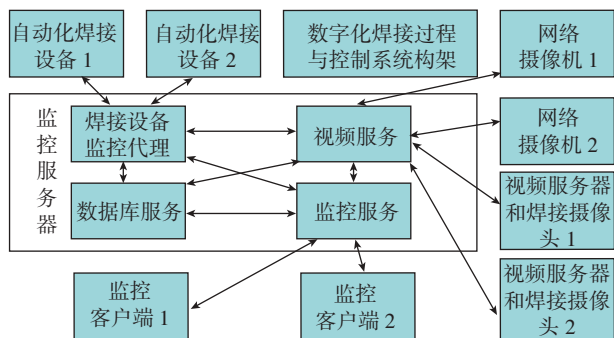 自动化焊接
设备 1
自动化焊接
设备 2
数字化焊接过程
与控制系统构架
网络
摄像机 1
监控服务器
焊接设备
监控代理
视频服务
网络
摄像机 2
数据库服务
监控服务
视频服务器
和焊接摄像
头 1
监控
客户端 1
监控
客户端 2
视频服务器
和焊接摄像
头 2